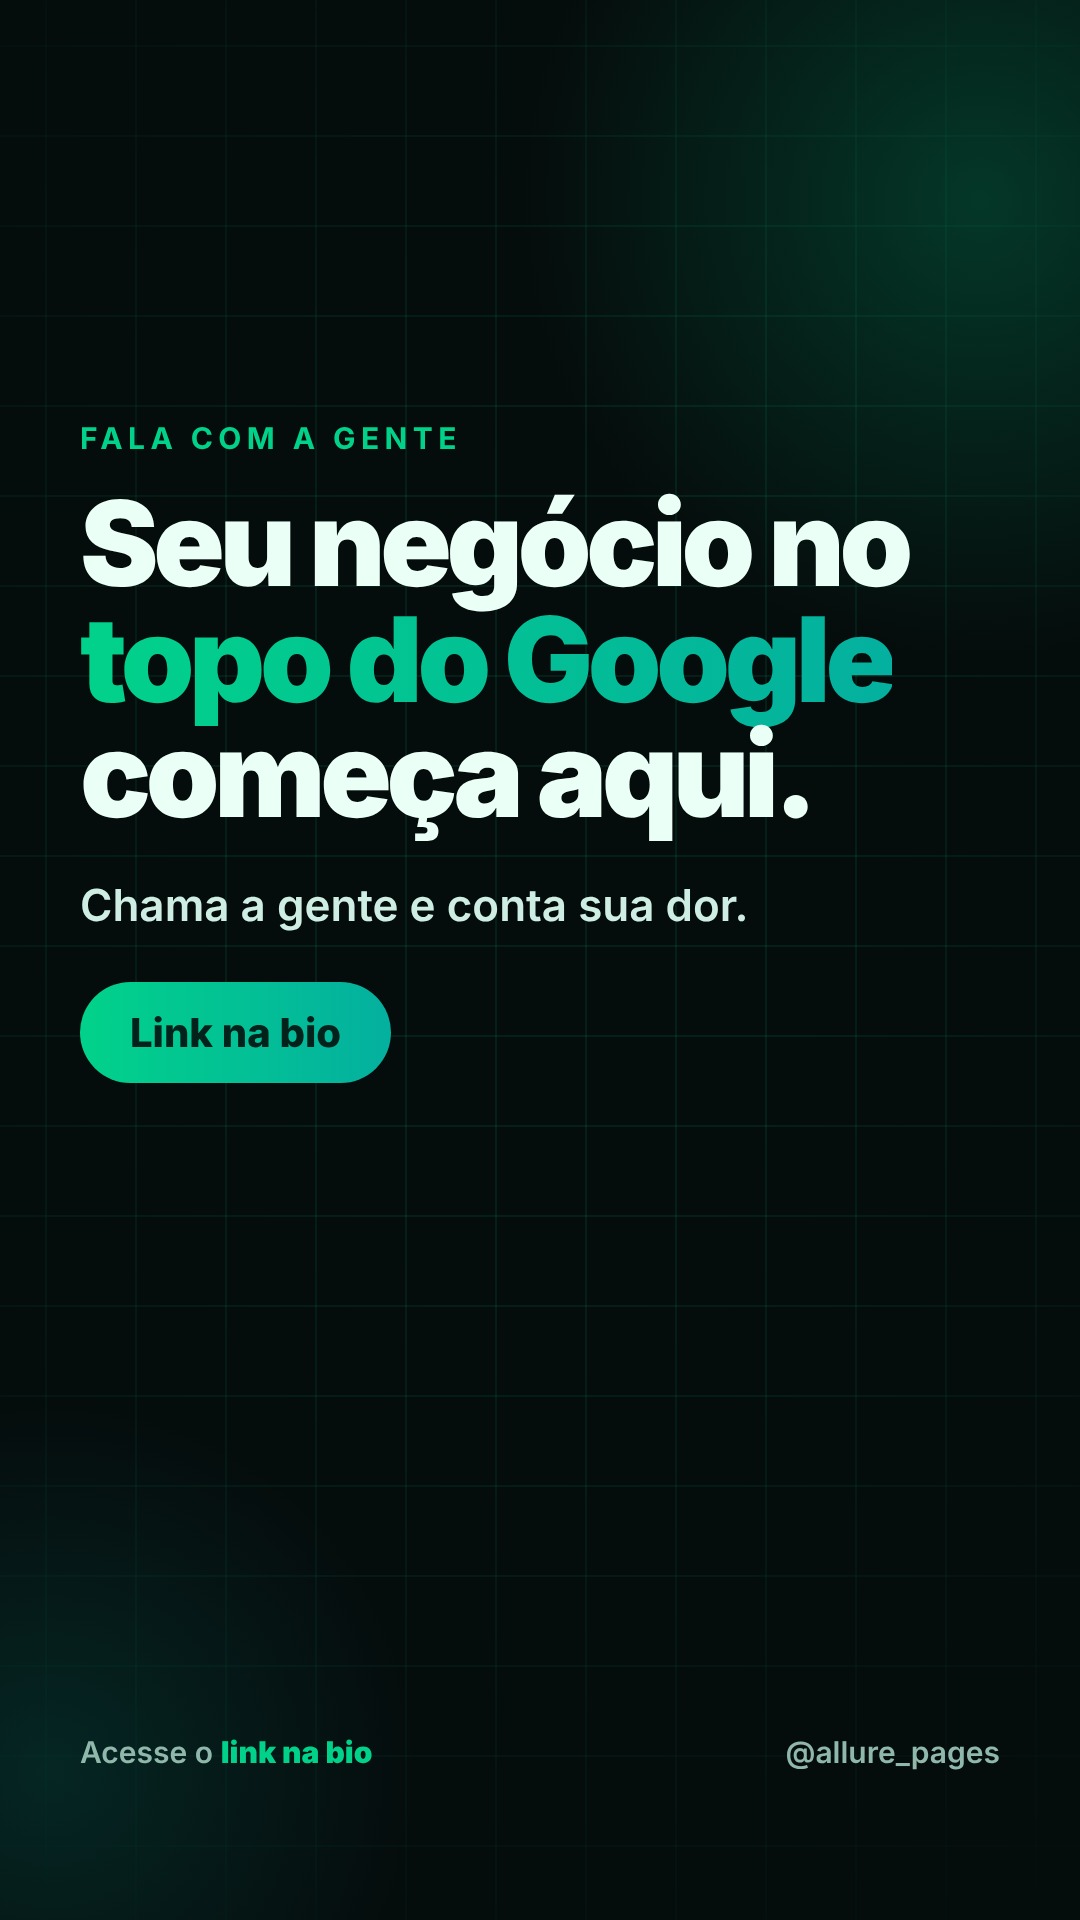 FALA COM A GENTE
Seu negócio no
topo do Google
começa aqui.
Chama a gente e conta sua dor.
Link na bio
Acesse o link na bio
@allure_pages